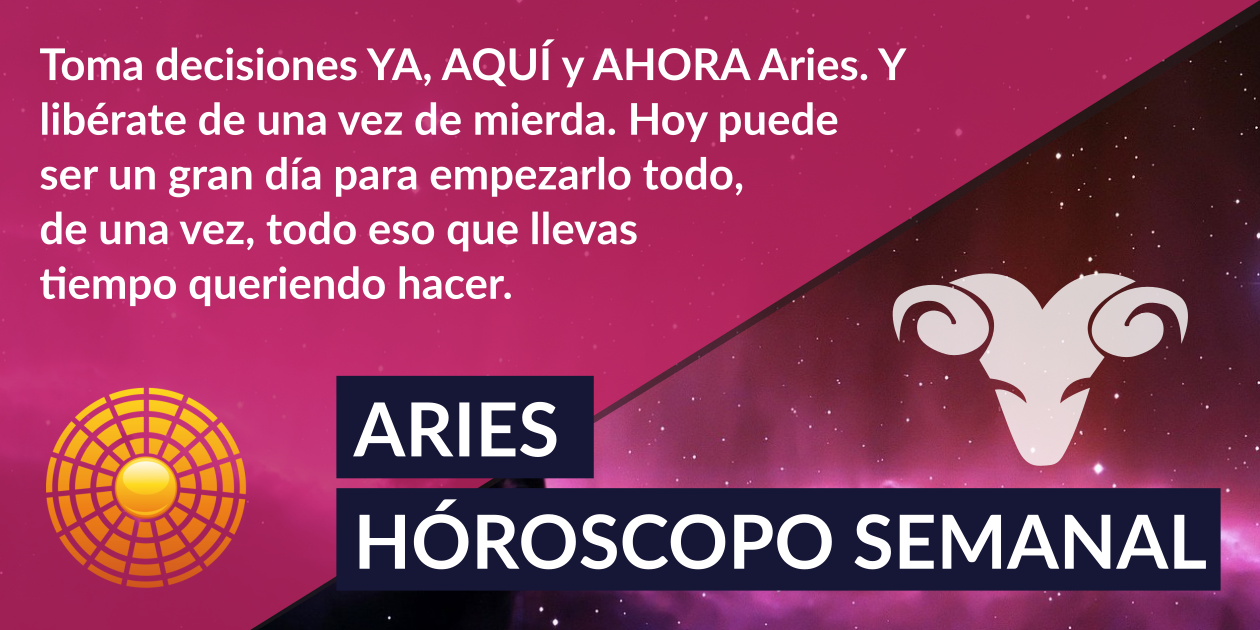 Toma decisiones YA, AQUÍ y AHORA Aries. Y
libérate de una vez de mierda. Hoy puede
ser un gran día para empezarlo todo,
de una vez, todo eso que llevas
tiempo queriendo hacer.
ARIES
HÓROSCOPO SEMANAL